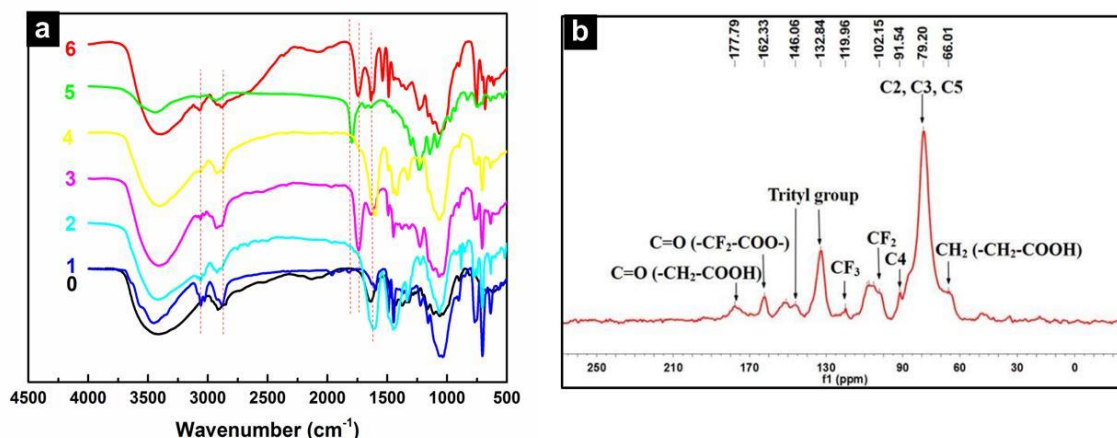 a
6
5
4
3
2
1
0
4500 4000 3500 3000 2500 2000 1500 1000 500
Wavenumber (cm⁻¹)
b
-177.79
-162.33
-146.06
-132.84
-119.96
-102.15
-91.54
-79.20
-66.01
C2, C3, C5
Trityl group
C=O (-CF₂-COO-)
CF₂
C=O (-CH₂-COOH)
CF₃
C4
CH₂ (-CH₂-COOH)
250 210 170 130 90 60 30 0
f1 (ppm)